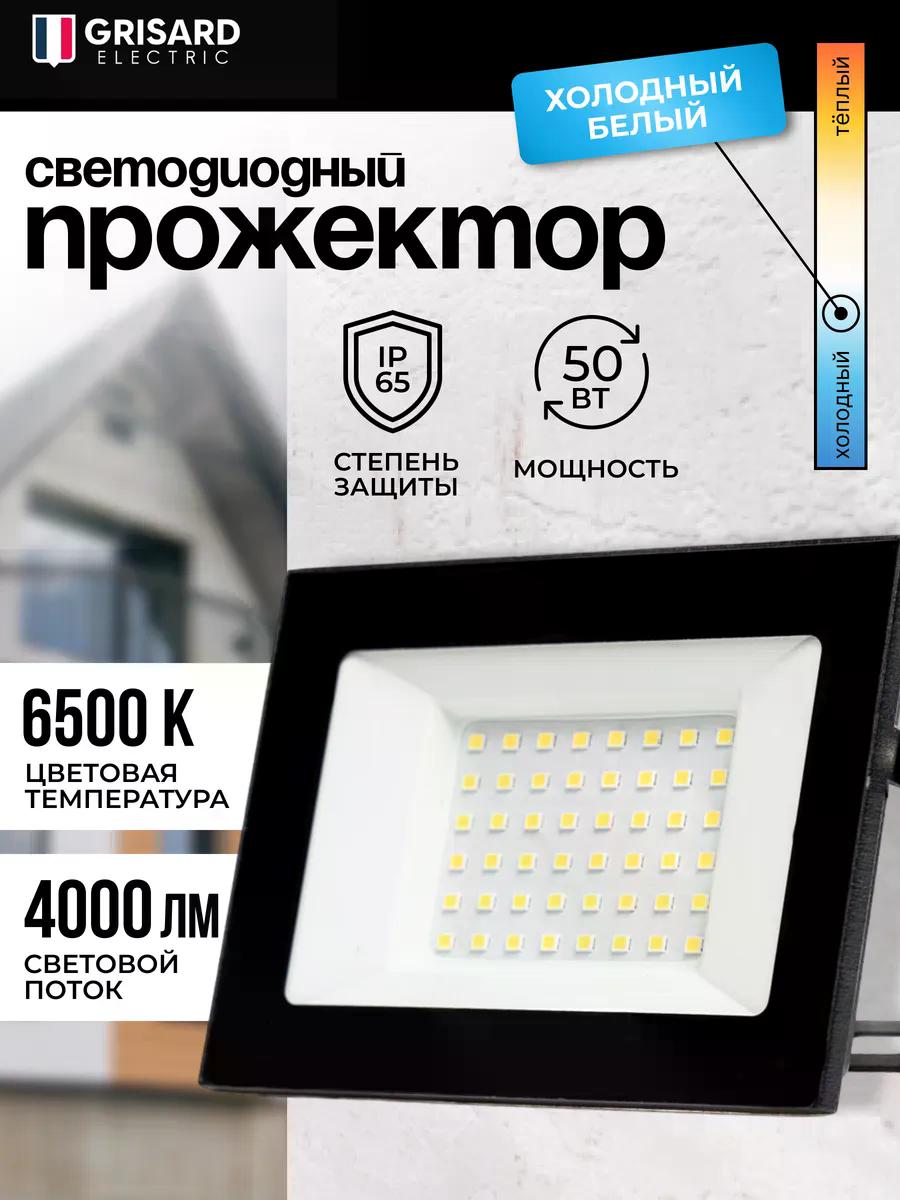 GRISARD
ELECTRIC
ХОЛОДНЫЙ
БЕЛЫЙ
тёплый
светодиодный
прожектор
IP
65
50
ВТ
холодный
СТЕПЕНЬ
ЗАЩИТЫ
МОЩНОСТЬ
6500 К
ЦВЕТОВАЯ
ТЕМПЕРАТУРА
4000 лм
СВЕТОВОЙ
ПОТОК